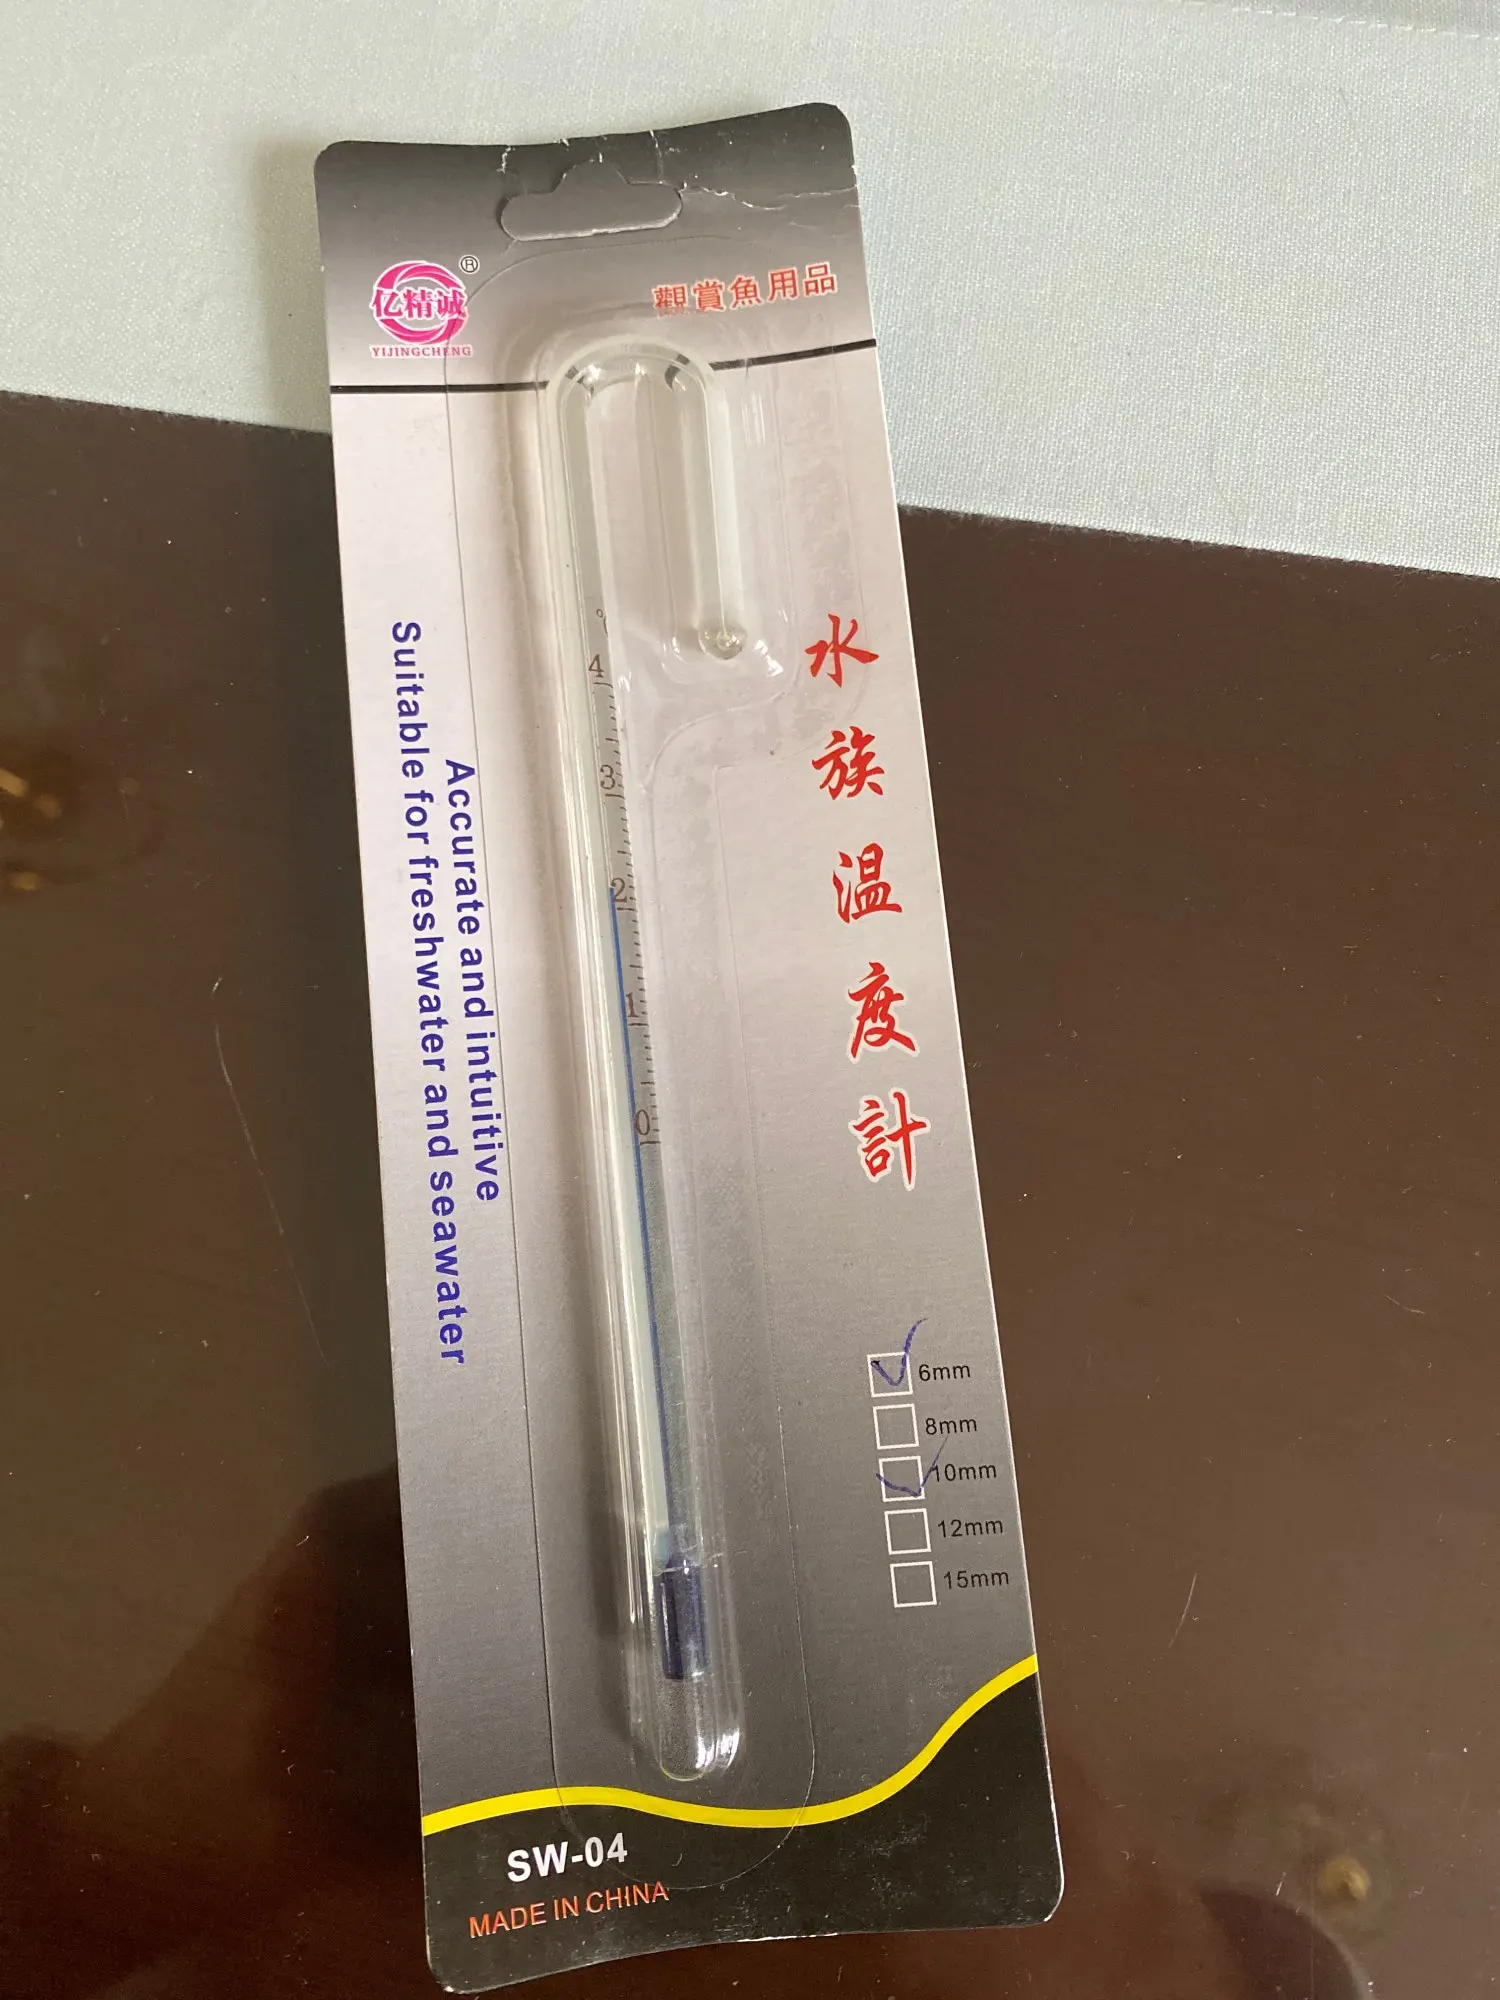 亿精诚®
YIJINGCHENG
觀賞魚用品
水族温度計
Accurate and intuitive
Suitable for freshwater and seawater
4
3
2
1
0
6mm
8mm
10mm
12mm
15mm
SW-04
MADE IN CHINA